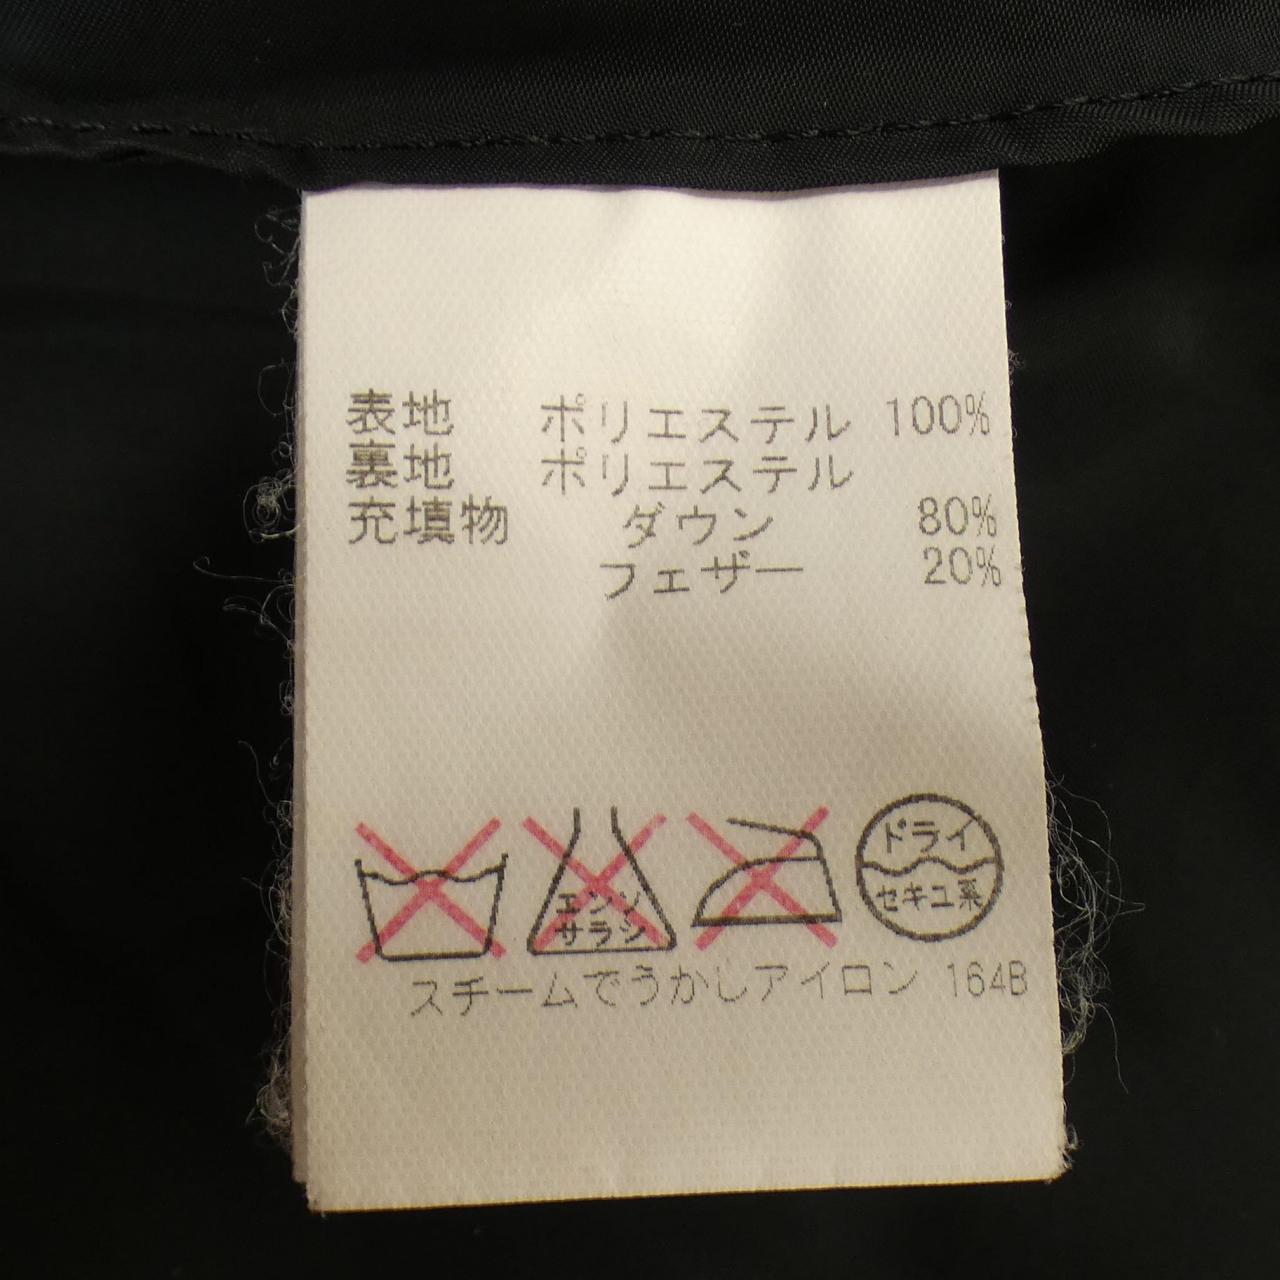 表地 ポリエステル 100%
裏地 ポリエステル
充填物 ダウン 80%
フェザー 20%
エンソ
サラシ
ドライ
セキユ系
スチームでうかしアイロン 164B